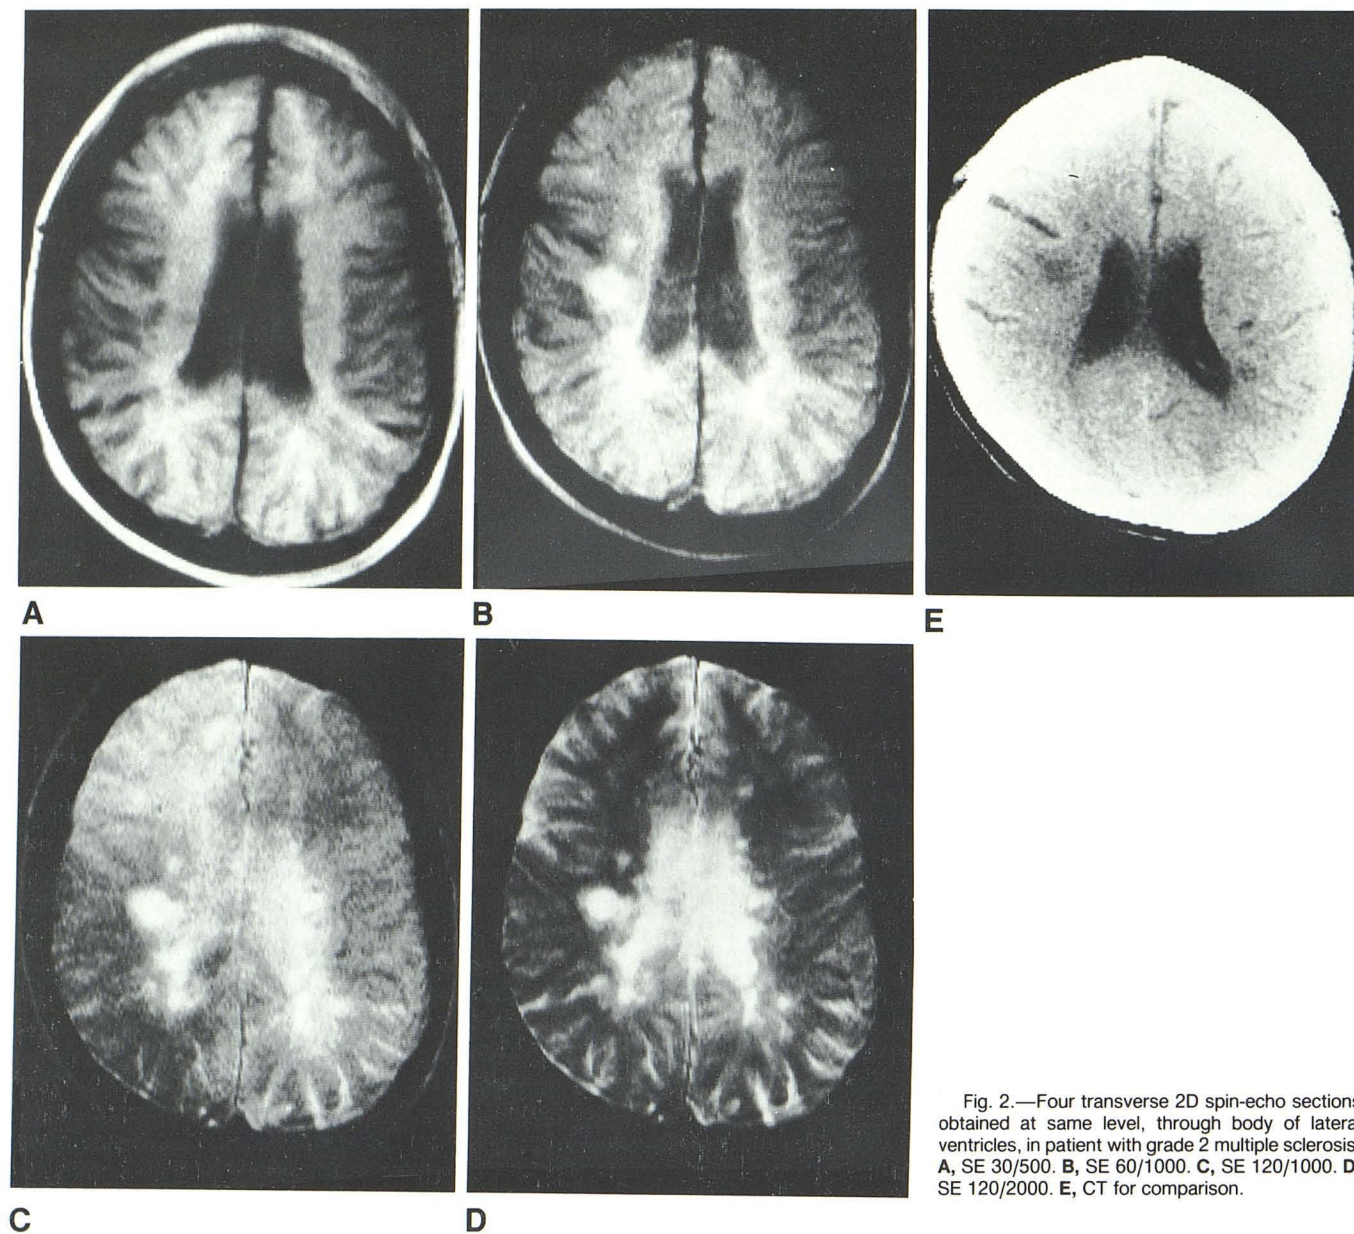 A
B
E
C
D
Fig. 2.—Four transverse 2D spin-echo sections
obtained at same level, through body of latera
ventricles, in patient with grade 2 multiple sclerosis
A, SE 30/500. B, SE 60/1000. C, SE 120/1000. D
SE 120/2000. E, CT for comparison.